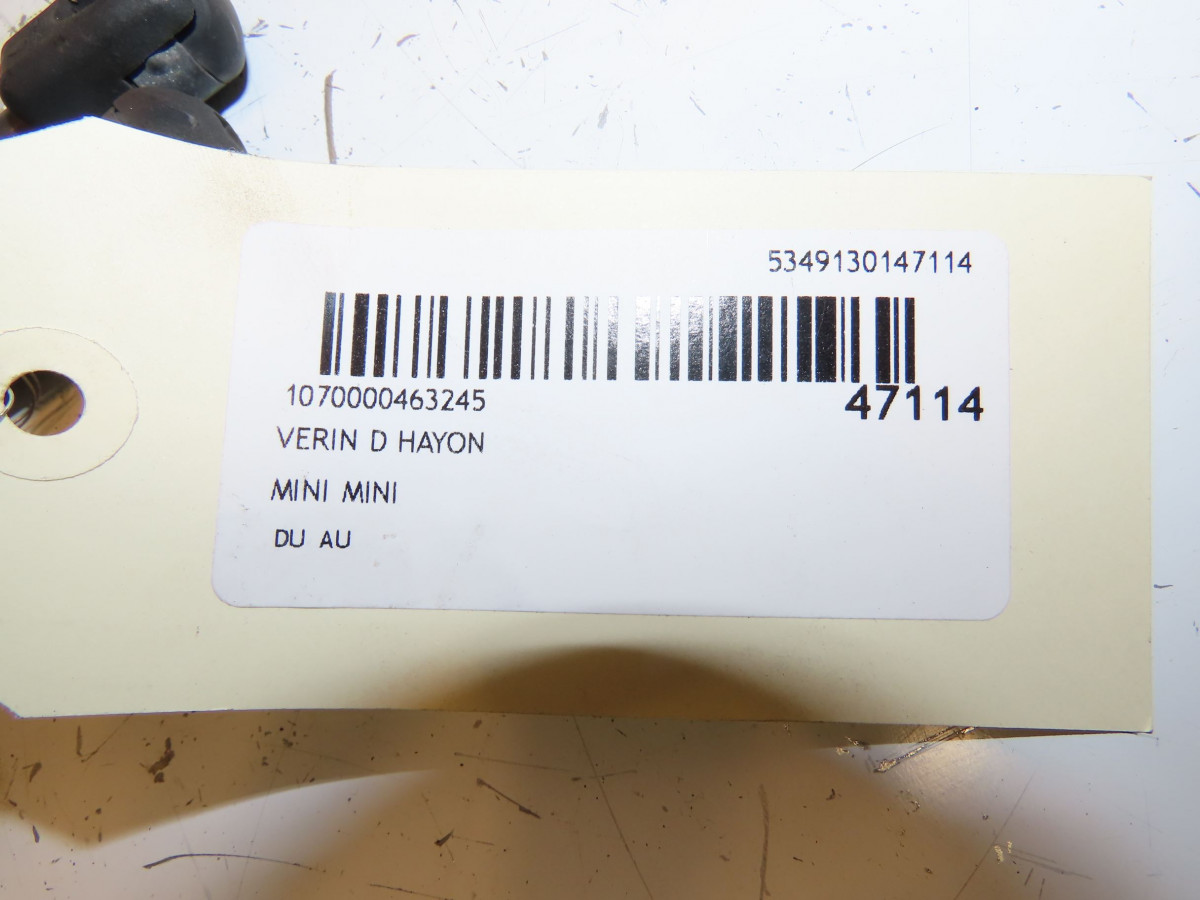 5349130147114
1070000463245
47114
VERIN D HAYON
MINI MINI
DU AU